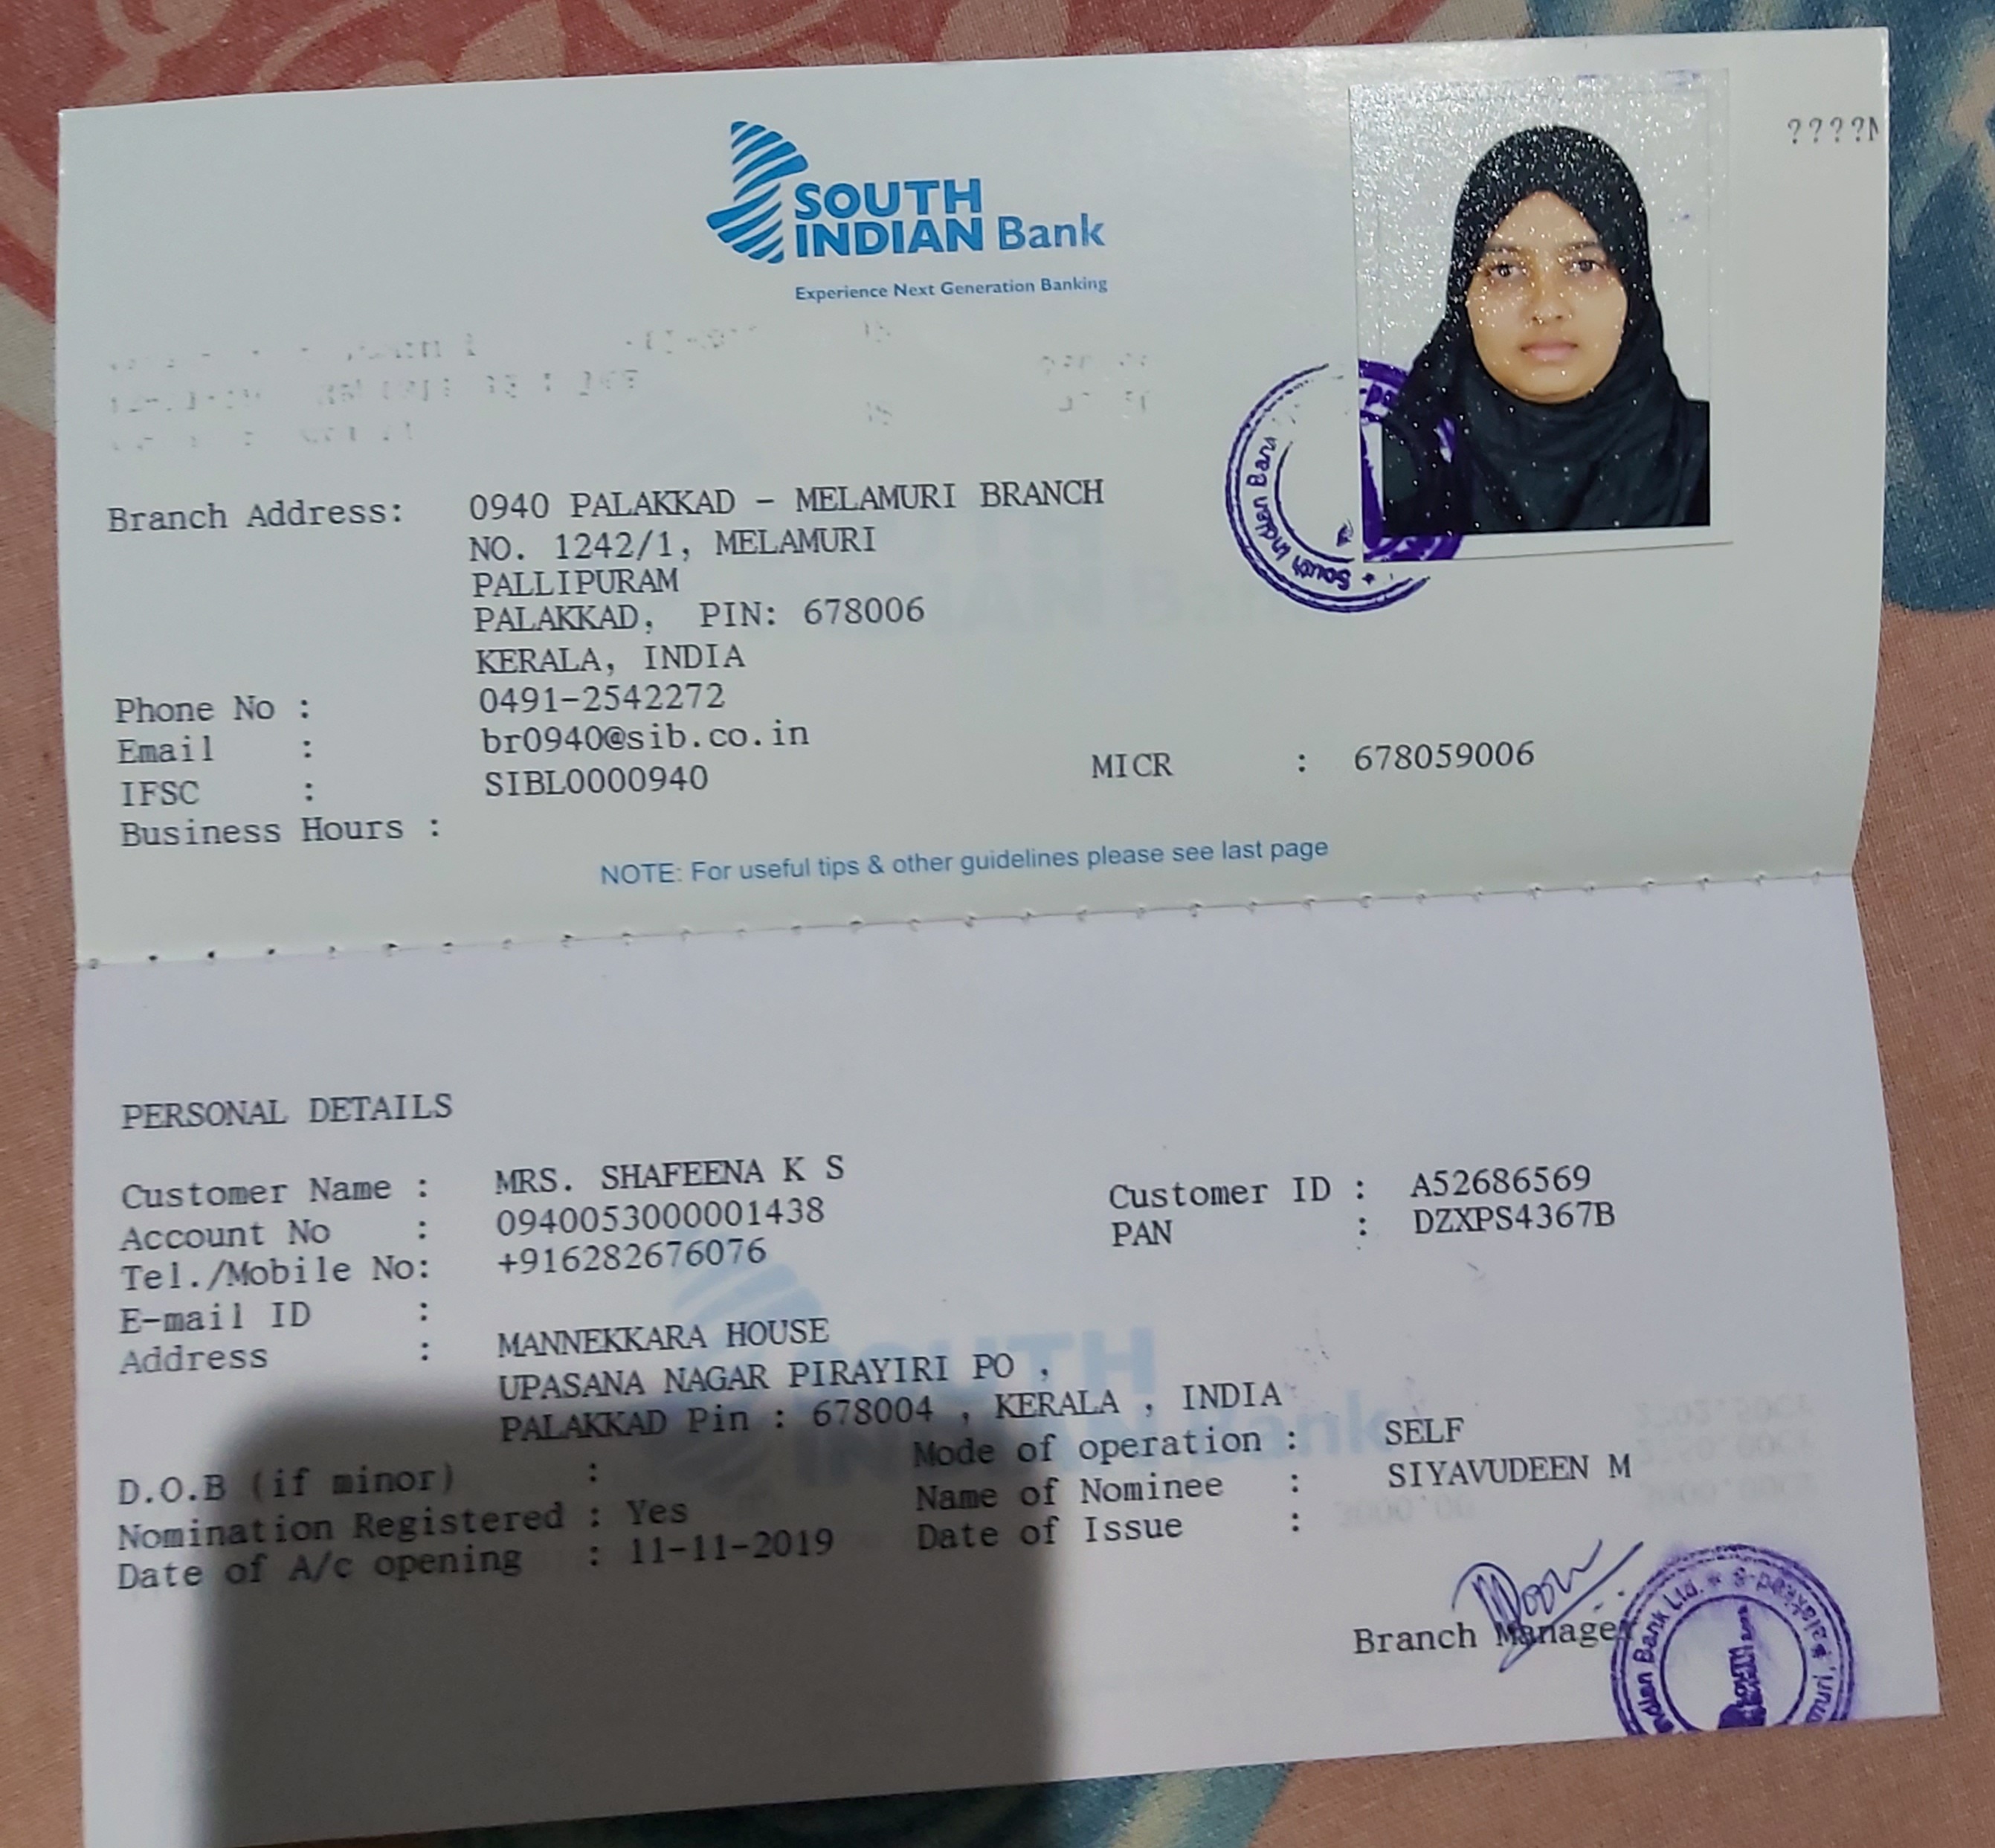 ????M
SOUTH
INDIAN Bank
Experience Next Generation Banking
Branch Address: 0940 PALAKKAD - MELAMURI BRANCH
NO. 1242/1, MELAMURI
PALLIPURAM
PALAKKAD, PIN: 678006
KERALA, INDIA
Phone No : 0491-2542272
Email : br0940@sib.co.in
IFSC : SIBL0000940 MICR : 678059006
Business Hours :
NOTE: For useful tips & other guidelines please see last page
South Indian Bank
PERSONAL DETAILS
Customer Name : MRS. SHAFEENA K S Customer ID : A52686569
Account No : 0940053000001438 PAN : DZXPS4367B
Tel./Mobile No: +916282676076
E-mail ID :
Address : MANNEKKARA HOUSE
UPASANA NAGAR PIRAYIRI PO ,
PALAKKAD Pin : 678004 , KERALA , INDIA
D.O.B (if minor) : Mode of operation : SELF
Nomination Registered : Yes Name of Nominee : SIYAVUDEEN M
Date of A/c opening : 11-11-2019 Date of Issue :
Branch Manager
Bank Ltd.